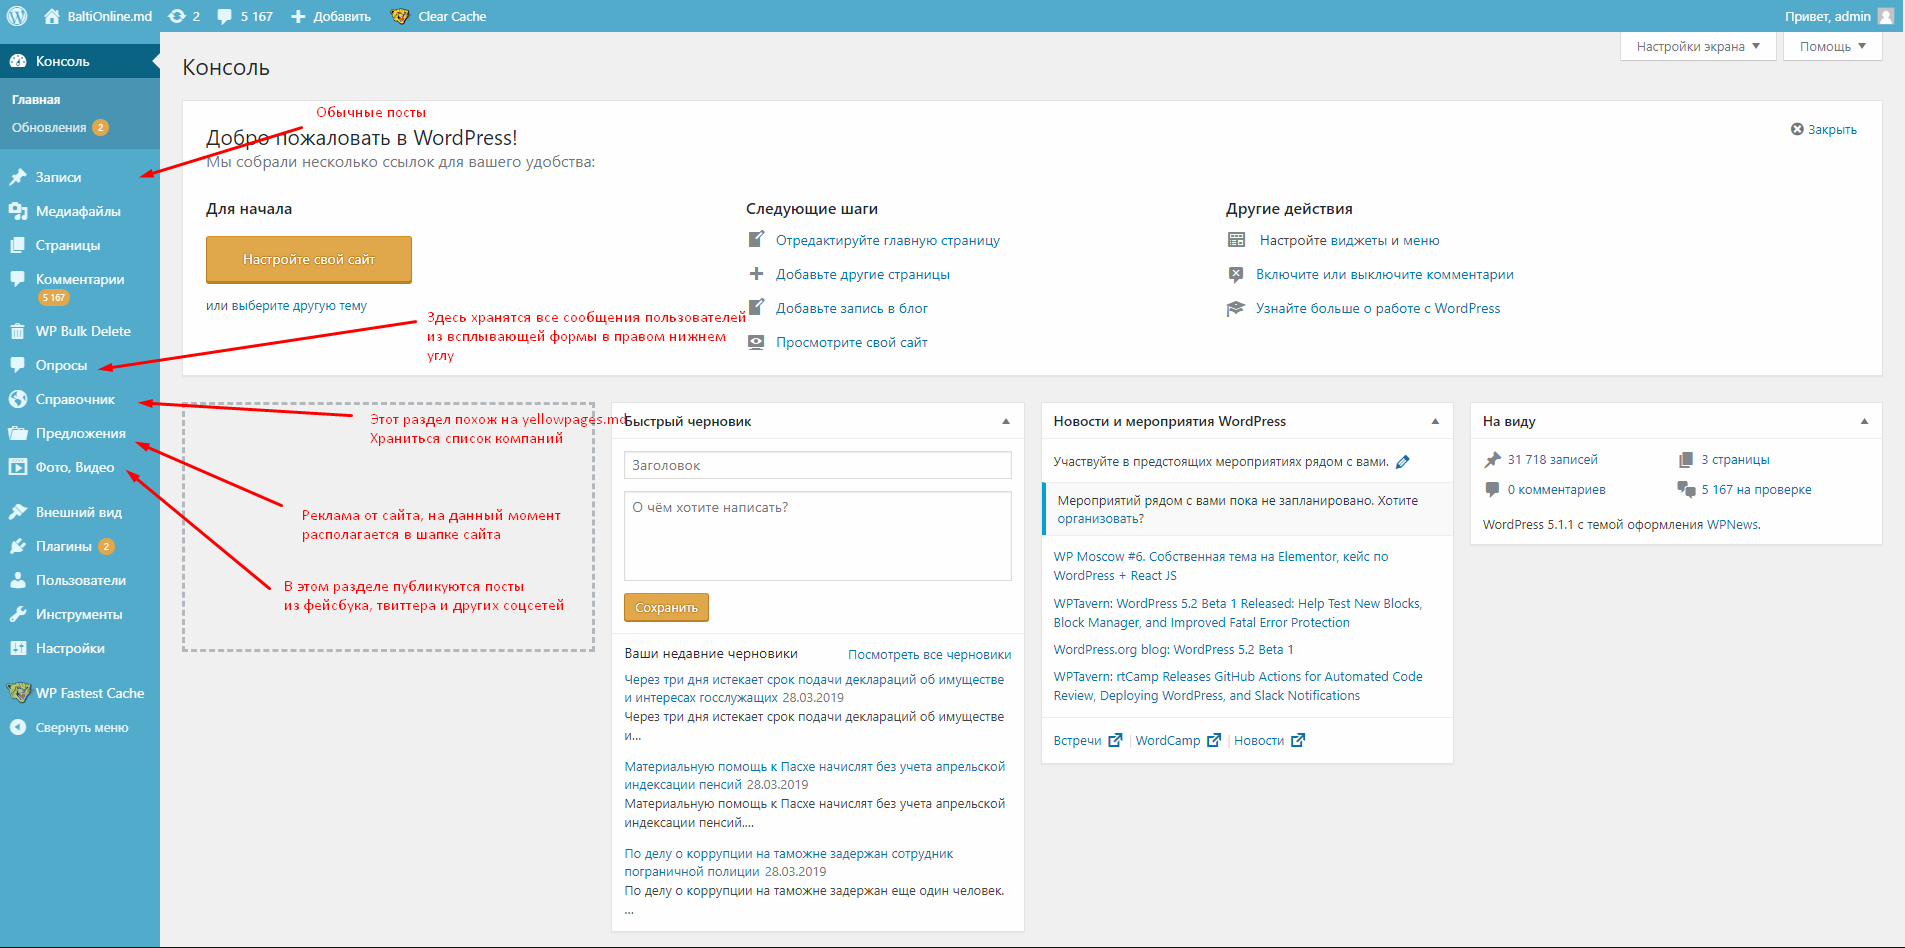 BaltiOnline.md 2 5 167 Добавить Clear Cache Привет, admin
Настройки экрана Помощь
Консоль
Главная
Обновления 2
Записи
Медиафайлы
Страницы
Комментарии
5 167
WP Bulk Delete
Опросы
Справочник
Предложения
Фото, Видео
Внешний вид
Плагины 2
Пользователи
Инструменты
Настройки
WP Fastest Cache
Свернуть меню
Консоль
Обычные посты
Добро пожаловать в WordPress!
Мы собрали несколько ссылок для вашего удобства:
Закрыть
Для начала
Настройте свой сайт
или выберите другую тему
Следующие шаги
Отредактируйте главную страницу
Добавьте другие страницы
Добавьте запись в блог
Просмотрите свой сайт
Другие действия
Настройте виджеты и меню
Включите или выключите комментарии
Узнайте больше о работе с WordPress
Здесь хранятся все сообщения пользователей
из всплывающей формы в правом нижнем
углу
Этот раздел похож на yellowpages.md
Храниться список компаний
Реклама от сайта, на данный момент
располагается в шапке сайта
В этом разделе публикуются посты
из фейсбука, твиттера и других соцсетей
Быстрый черновик
Заголовок
О чём хотите написать?
Сохранить
Ваши недавние черновики Посмотреть все черновики
Через три дня истекает срок подачи деклараций об имуществе
и интересах госслужащих 28.03.2019
Через три дня истекает срок подачи деклараций об имуществе
и...
Материальную помощь к Пасхе начислят без учета апрельской
индексации пенсий 28.03.2019
Материальную помощь к Пасхе начислят без учета апрельской
индексации пенсий....
По делу о коррупции на таможне задержан сотрудник
пограничной полиции 28.03.2019
По делу о коррупции на таможне задержан еще один человек.
...
Новости и мероприятия WordPress
Участвуйте в предстоящих мероприятиях рядом с вами.
Мероприятий рядом с вами пока не запланировано. Хотите
организовать?
WP Moscow #6. Собственная тема на Elementor, кейс по
WordPress + React JS
WPTavern: WordPress 5.2 Beta 1 Released: Help Test New Blocks,
Block Manager, and Improved Fatal Error Protection
WordPress.org blog: WordPress 5.2 Beta 1
WPTavern: rtCamp Releases GitHub Actions for Automated Code
Review, Deploying WordPress, and Slack Notifications
Встречи | WordCamp | Новости
На виду
31 718 записей 3 страницы
0 комментариев 5 167 на проверке
WordPress 5.1.1 с темой оформления WPNews.